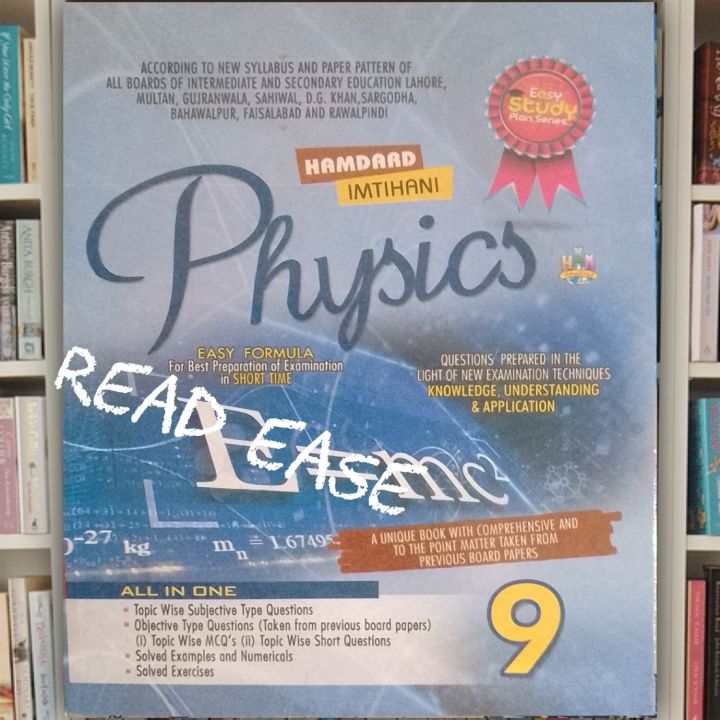 ACCORDING TO NEW SYLLABUS AND PAPER PATTERN OF
ALL BOARDS OF INTERMEDIATE AND SECONDARY EDUCATION LAHORE,
MULTAN, GUJRANWALA, SAHIWAL, D.G. KHAN,SARGODHA,
BAHAWALPUR, FAISALABAD AND RAWALPINDI
Easy
Study
Plan Series
HAMDARD
IMTIHANI
Physics
EASY FORMULA
For Best Preparation of Examination
in SHORT TIME
QUESTIONS PREPARED IN THE
LIGHT OF NEW EXAMINATION TECHNIQUES
KNOWLEDGE, UNDERSTANDING
& APPLICATION
READ EASE
E=mc²
-27 kg
mn = 1.67495-
A UNIQUE BOOK WITH COMPREHENSIVE AND
TO THE POINT MATTER TAKEN FROM
PREVIOUS BOARD PAPERS
ALL IN ONE
Topic Wise Subjective Type Questions
Objective Type Questions (Taken from previous board papers)
(i) Topic Wise MCQ's (ii) Topic Wise Short Questions
Solved Examples and Numericals
Solved Exercises
9